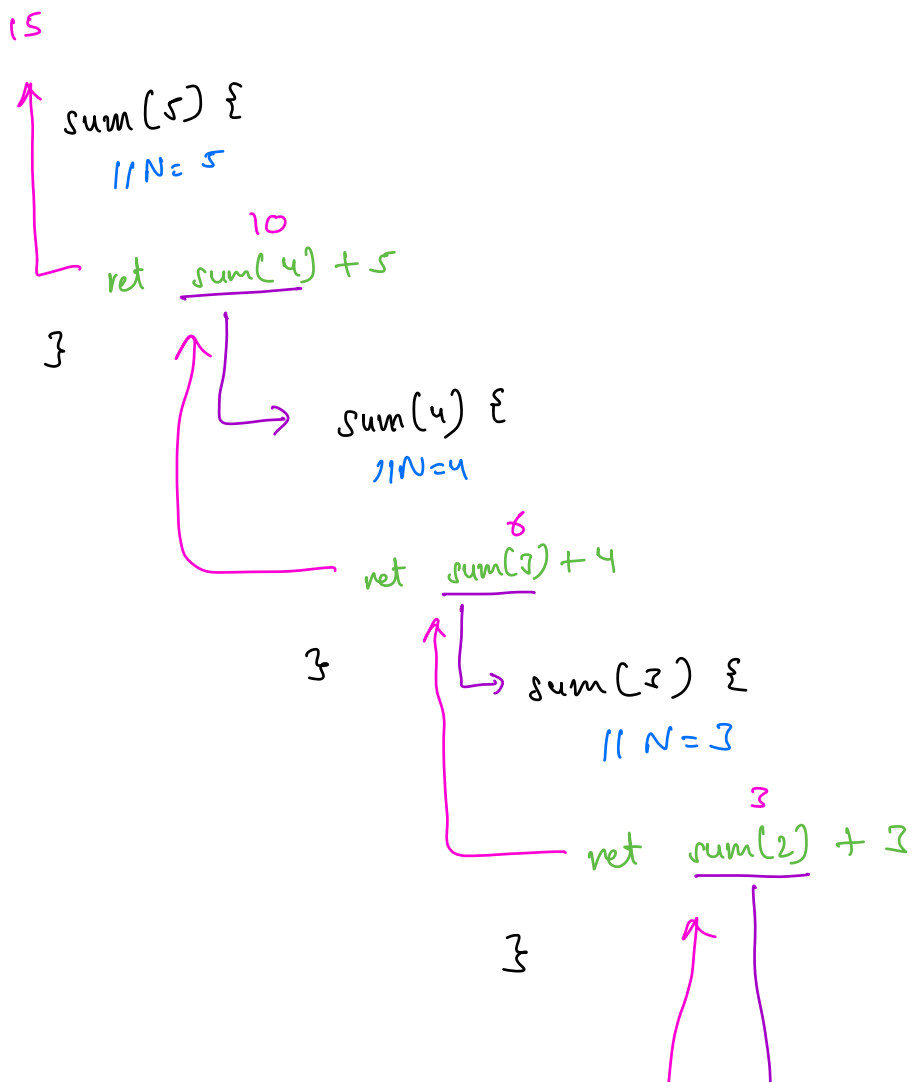 15
sum(5) {
//N= 5
10
ret sum(4) + 5
}
sum(4) {
//N=4
6
ret sum(3) + 4
}
sum(3) {
// N = 3
3
ret sum(2) + 3
}